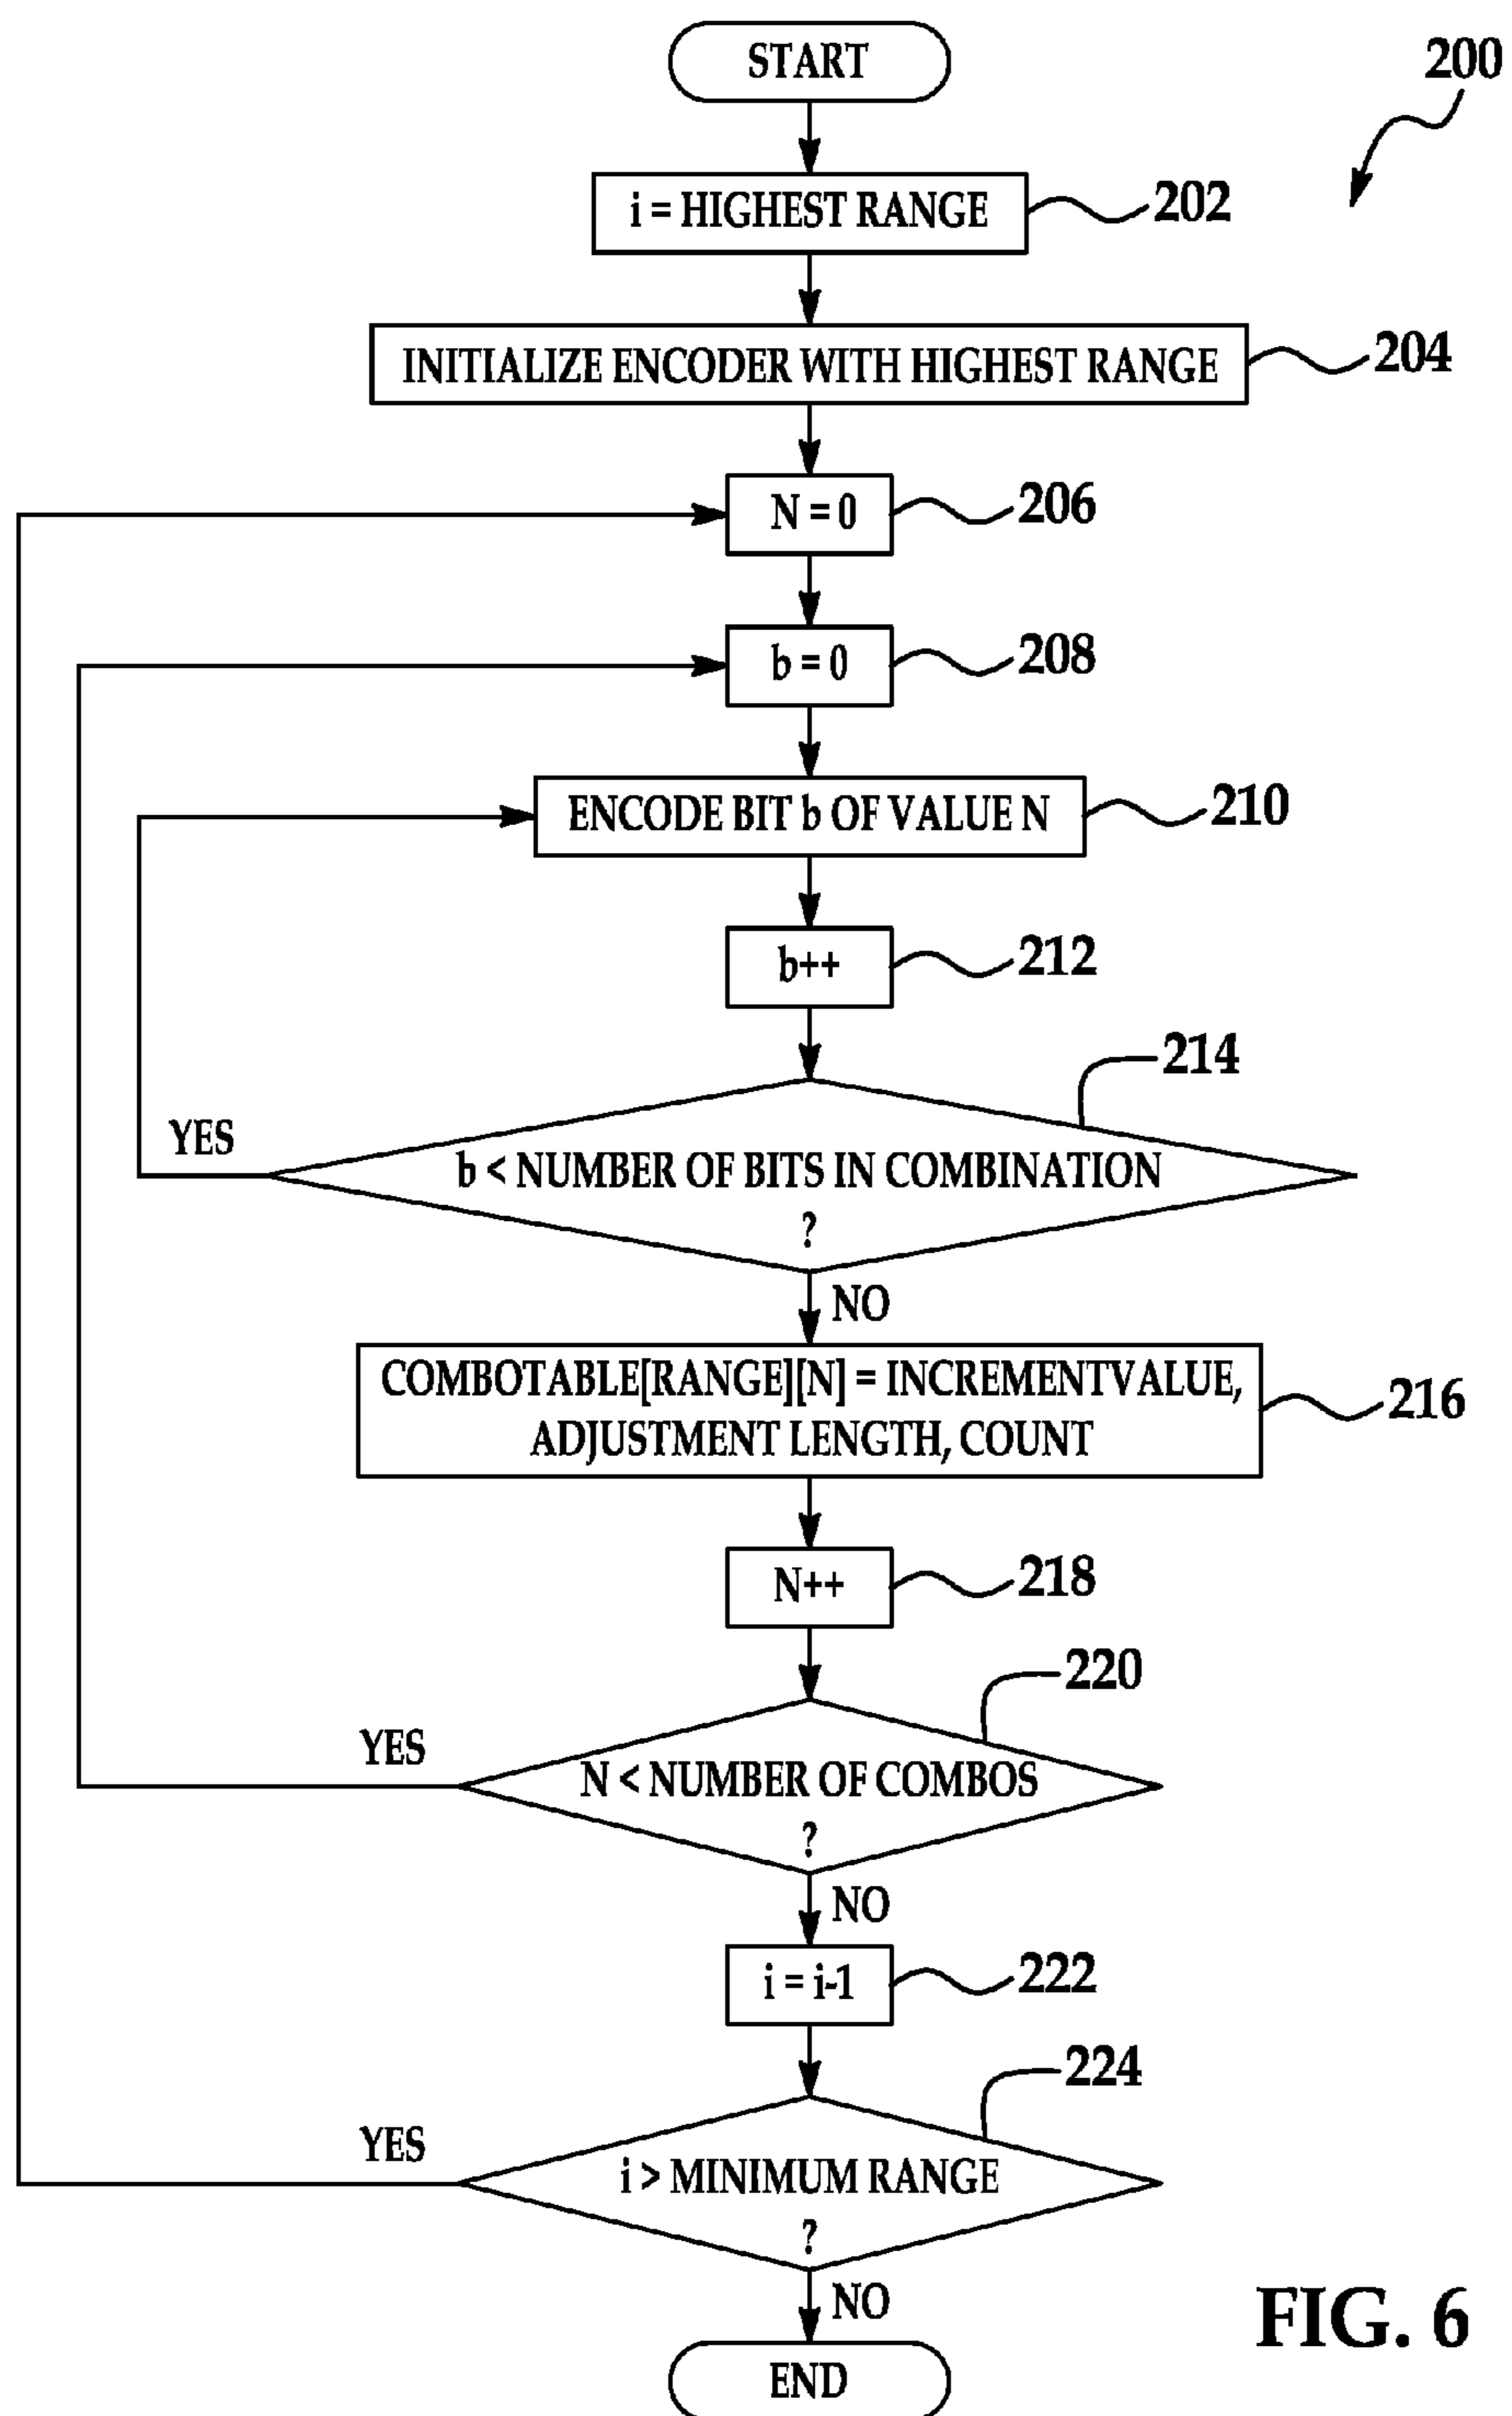 START
200
i = HIGHEST RANGE
202
INITIALIZE ENCODER WITH HIGHEST RANGE
204
N = 0
206
b = 0
208
ENCODE BIT b OF VALUE N
210
b++
212
214
YES
b < NUMBER OF BITS IN COMBINATION
?
NO
COMBOTABLE[RANGE][N] = INCREMENTVALUE,
ADJUSTMENT LENGTH, COUNT
216
N++
218
220
YES
N < NUMBER OF COMBOS
?
NO
i = i-1
222
224
YES
i > MINIMUM RANGE
?
NO
END
FIG. 6